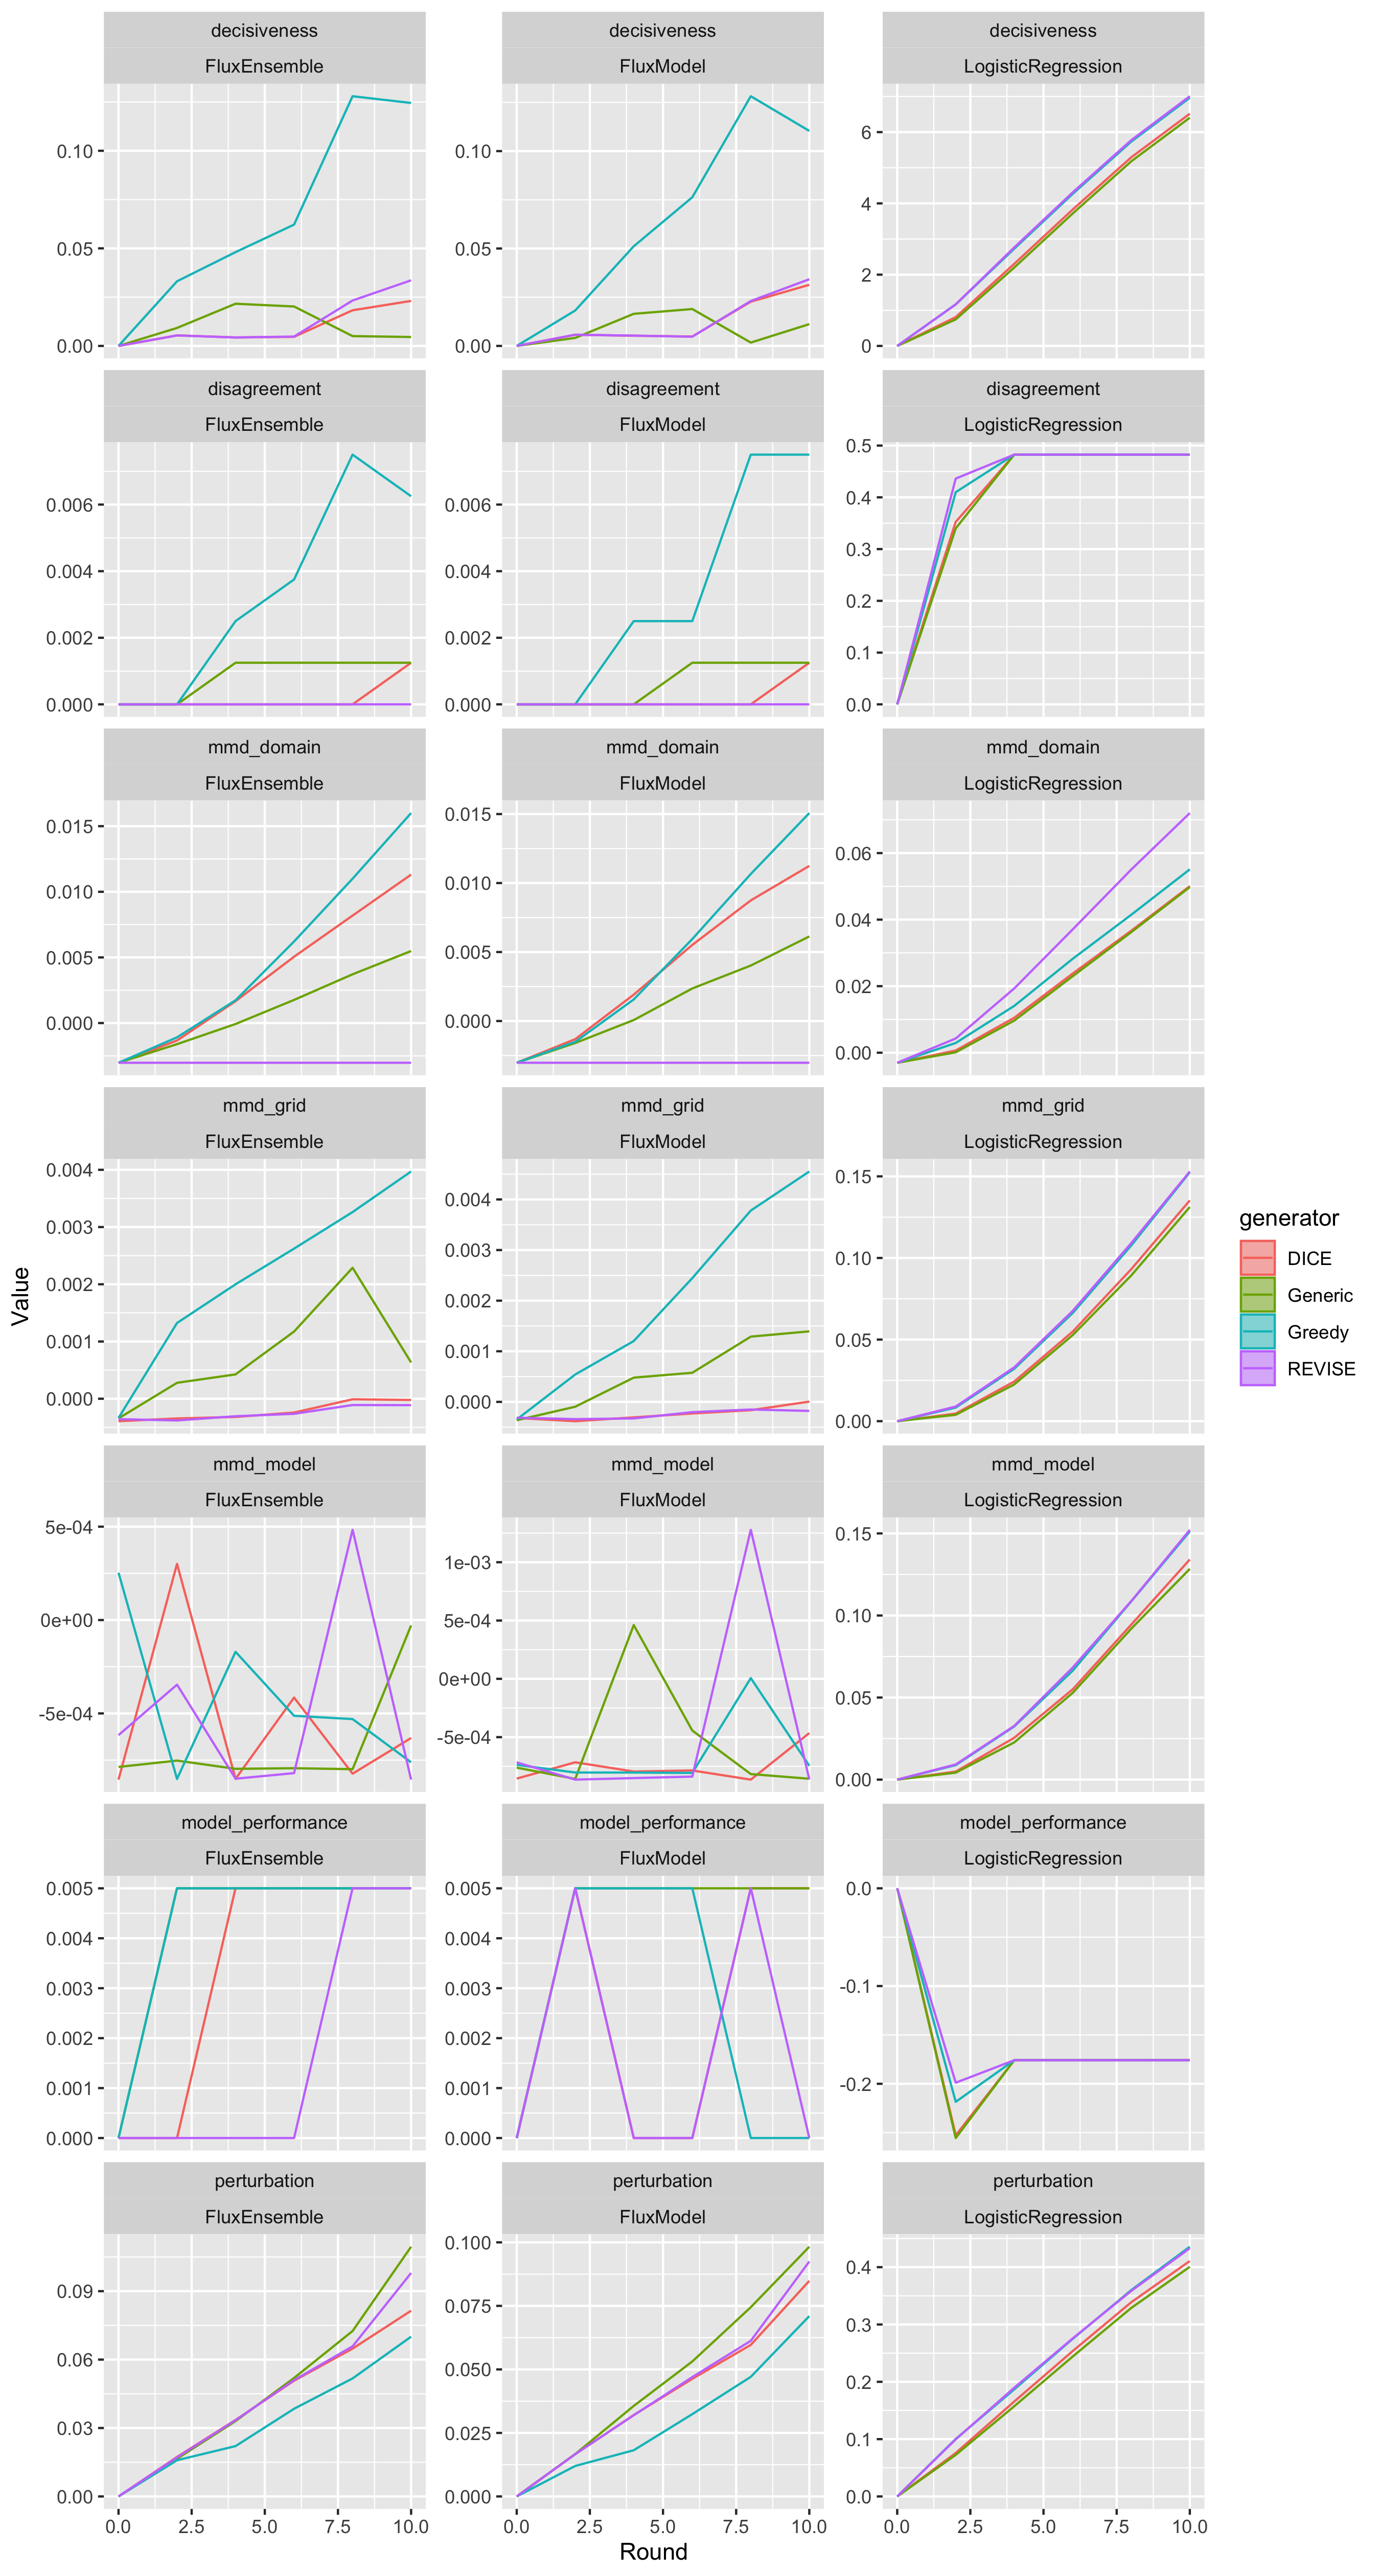 decisiveness decisiveness decisiveness
FluxEnsemble FluxModel LogisticRegression
0.10 0.10 6
4
0.05 0.05
2
0.00 0.00 0
disagreement disagreement disagreement
FluxEnsemble FluxModel LogisticRegression
0.5
0.006 0.006 0.4
0.004 0.004 0.3
0.2
0.002 0.002
0.1
0.000 0.000 0.0
mmd_domain mmd_domain mmd_domain
FluxEnsemble FluxModel LogisticRegression
0.015 0.015
0.06
0.010 0.010
0.04
0.005 0.005
0.02
0.000 0.000
0.00
mmd_grid mmd_grid mmd_grid
FluxEnsemble FluxModel LogisticRegression
0.004 0.004 0.15
0.003 0.003 0.10
0.002 0.002
0.001 0.001 0.05
0.000 0.000
0.00
mmd_model mmd_model mmd_model
FluxEnsemble FluxModel LogisticRegression
5e-04 1e-03 0.15
0e+00 5e-04 0.10
0e+00 0.05
-5e-04 -5e-04
0.00
model_performance model_performance model_performance
FluxEnsemble FluxModel LogisticRegression
0.005 0.005 0.0
0.004 0.004
-0.1
0.003 0.003
0.002 0.002
-0.2
0.001 0.001
0.000 0.000
perturbation perturbation perturbation
FluxEnsemble FluxModel LogisticRegression
0.100
0.09 0.4
0.075 0.3
0.06
0.050 0.2
0.03 0.025 0.1
0.00 0.000 0.0
0.0 2.5 5.0 7.5 10.0 0.0 2.5 5.0 7.5 10.0 0.0 2.5 5.0 7.5 10.0
Round
Value
generator
DICE
Generic
Greedy
REVISE